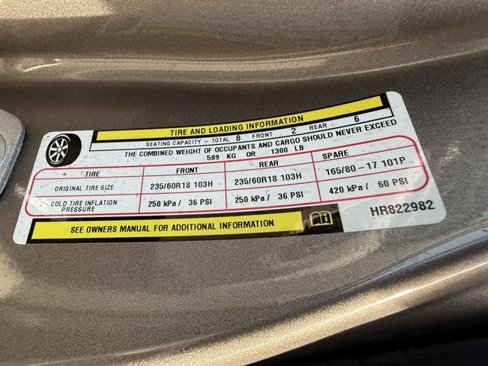 TIRE AND LOADING INFORMATION
SEATING CAPACITY - TOTAL 8 FRONT 2 REAR 6
THE COMBINED WEIGHT OF OCCUPANTS AND CARGO SHOULD NEVER EXCEED
589 KG OR 1300 LB
TIRE FRONT REAR SPARE
ORIGINAL TIRE SIZE 235/60R18 103H 235/60R18 103H 165/80-17 101P
COLD TIRE INFLATION PRESSURE 250 kPa / 36 PSI 250 kPa / 36 PSI 420 kPa / 60 PSI
SEE OWNERS MANUAL FOR ADDITIONAL INFORMATION
HR822982